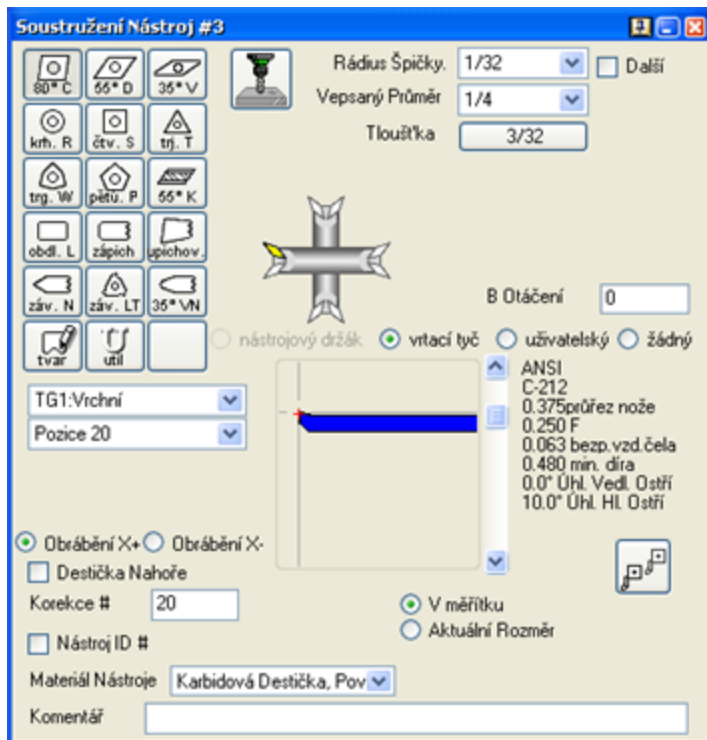 Soustružení Nástroj #3
80° C
55° D
35° V
Rádius Špičky.
1/32
Další
Vepsaný Průměr
1/4
krh. R
čtv. S
trj. T
Tloušťka
3/32
trg. W
pětú. P
55° K
obdl. L
zápich
upichov.
záv. N
záv. LT
35° VN
B Otáčení
0
tvar
útil
nástrojový držák
vrtací tyč
uživatelský
žádný
TG1:Vrchní
Pozice 20
ANSI
C-212
0.375průřez nože
0.250 F
0.063 bezp.vzd.čela
0.480 min. díra
0.0° Úhl. Vedl. Ostří
10.0° Úhl. Hl. Ostří
Obrábění X+
Obrábění X-
Destička Nahoře
Korekce #
20
V měřítku
Aktuální Rozměr
Nástroj ID #
Materiál Nástroje
Karbidová Destička, Pov
Komentář